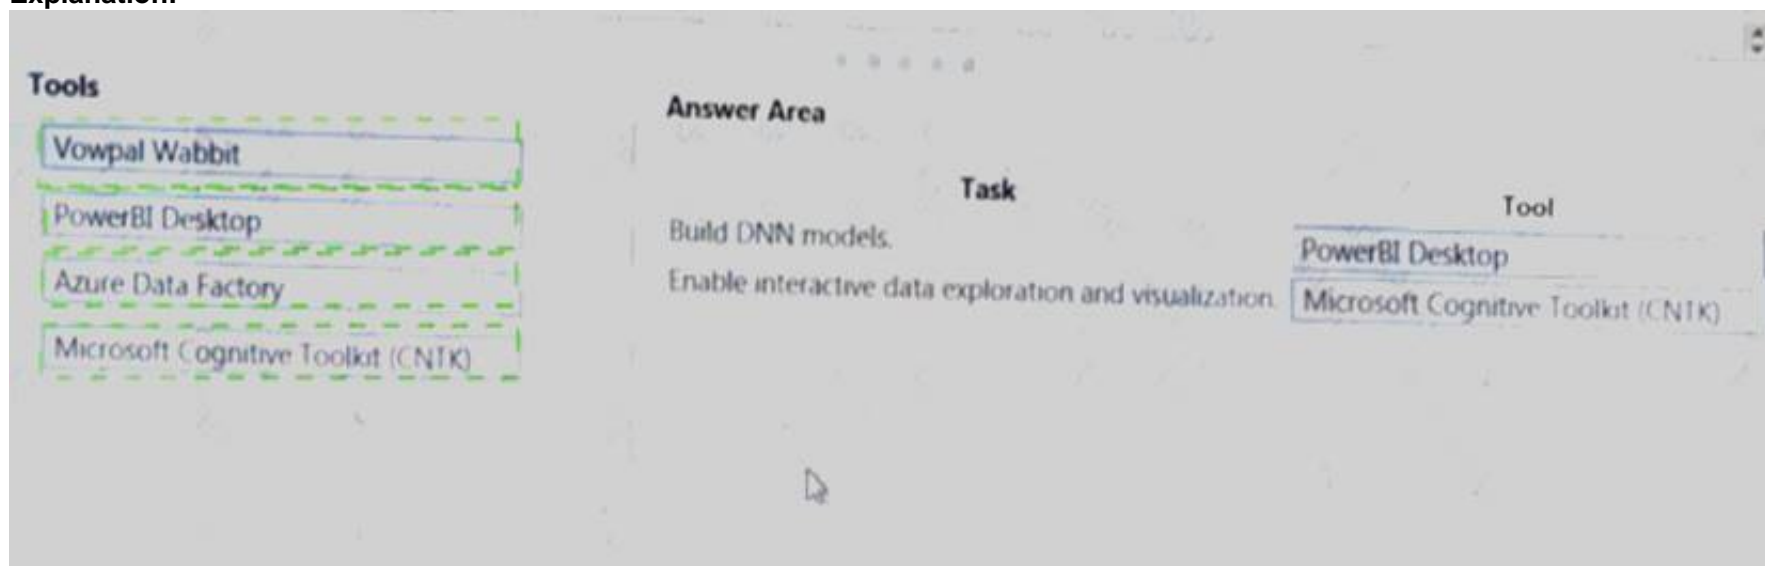 Explanation:
Tools
Vowpal Wabbit
PowerBI Desktop
Azure Data Factory
Microsoft Cognitive Toolkit (CNTK)
Answer Area
Task
Tool
Build DNN models.
PowerBI Desktop
Enable interactive data exploration and visualization.
Microsoft Cognitive Toolkit (CNTK)